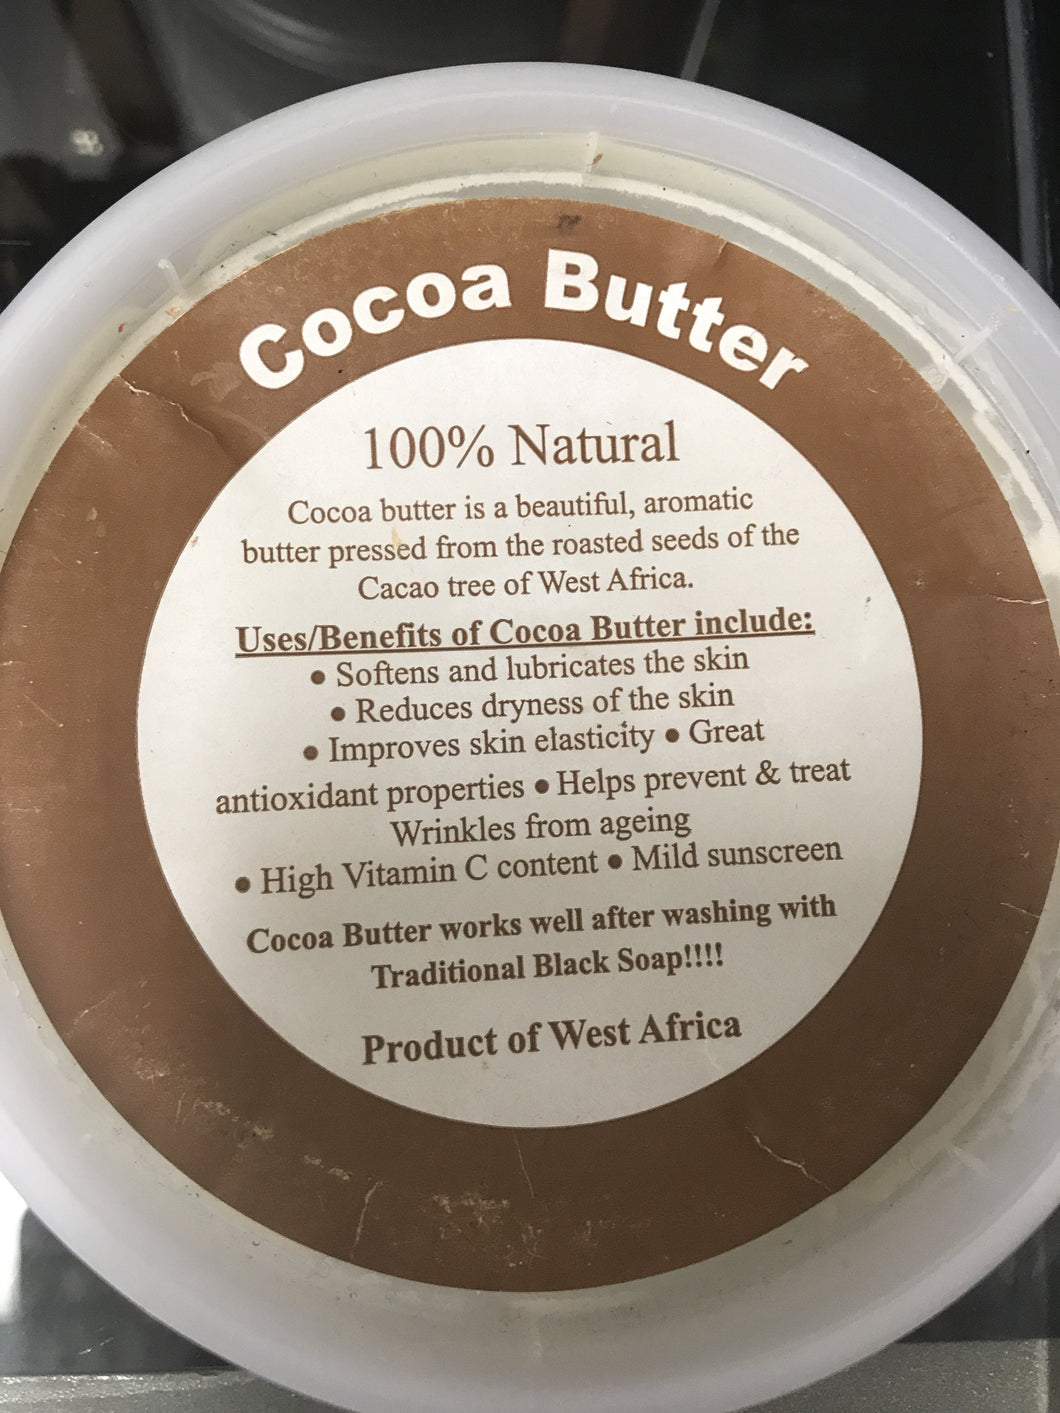 Cocoa Butter
100% Natural
Cocoa butter is a beautiful, aromatic
butter pressed from the roasted seeds of the
Cacao tree of West Africa.
Uses/Benefits of Cocoa Butter include:
● Softens and lubricates the skin
● Reduces dryness of the skin
● Improves skin elasticity ● Great
antioxidant properties ● Helps prevent & treat
Wrinkles from ageing
● High Vitamin C content ● Mild sunscreen
Cocoa Butter works well after washing with
Traditional Black Soap!!!!
Product of West Africa